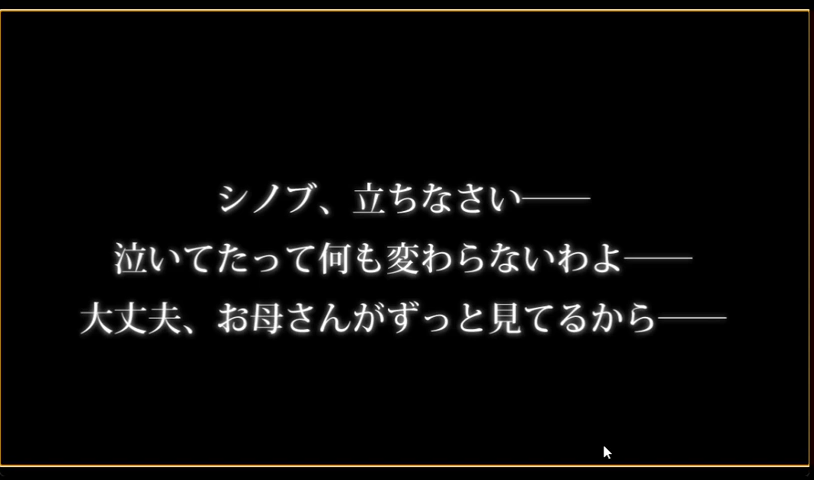 シノブ、立ちなさい――
泣いてたって何も変わらないわよ――
大丈夫、お母さんがずっと見てるから――